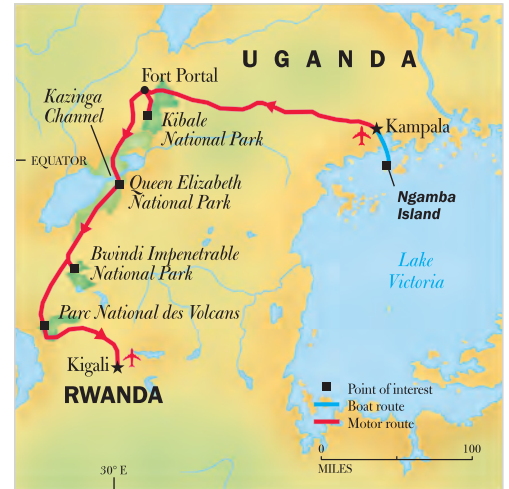 UGANDA
Fort Portal
Kazinga
Channel
Kibale
National Park
Kampala
EQUATOR
Queen Elizabeth
National Park
Ngamba
Island
Bwindi Impenetrable
National Park
Lake
Victoria
Parc National des Volcans
Kigali
RWANDA
Point of interest
Boat route
Motor route
0 100
MILES
30° E